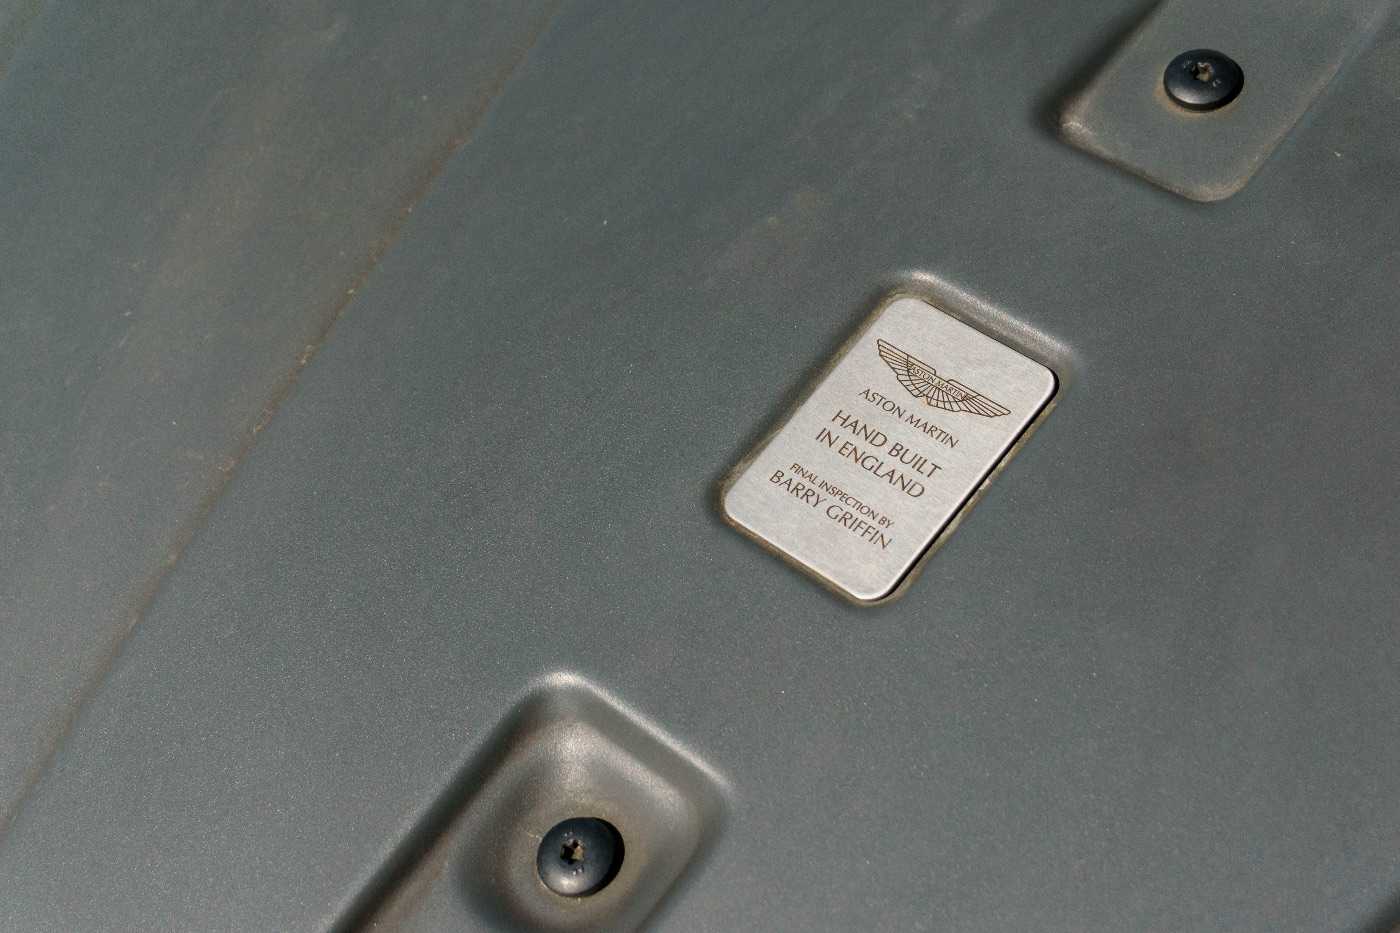 ASTON MARTIN
ASTON MARTIN
HAND BUILT
IN ENGLAND
FINAL INSPECTION BY
BARRY GRIFFIN